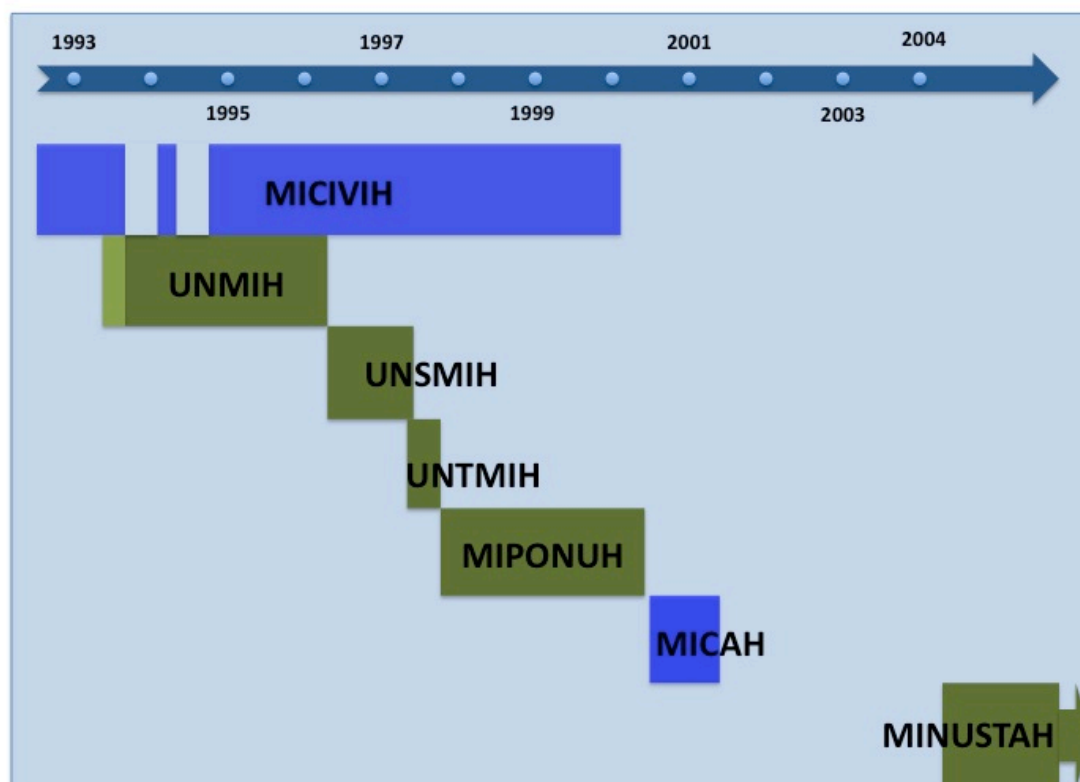 1993 1997 2001 2004
1995 1999 2003
MICIVIH
UNMIH
UNSMIH
UNTMIH
MIPONUH
MICAH
MINUSTAH